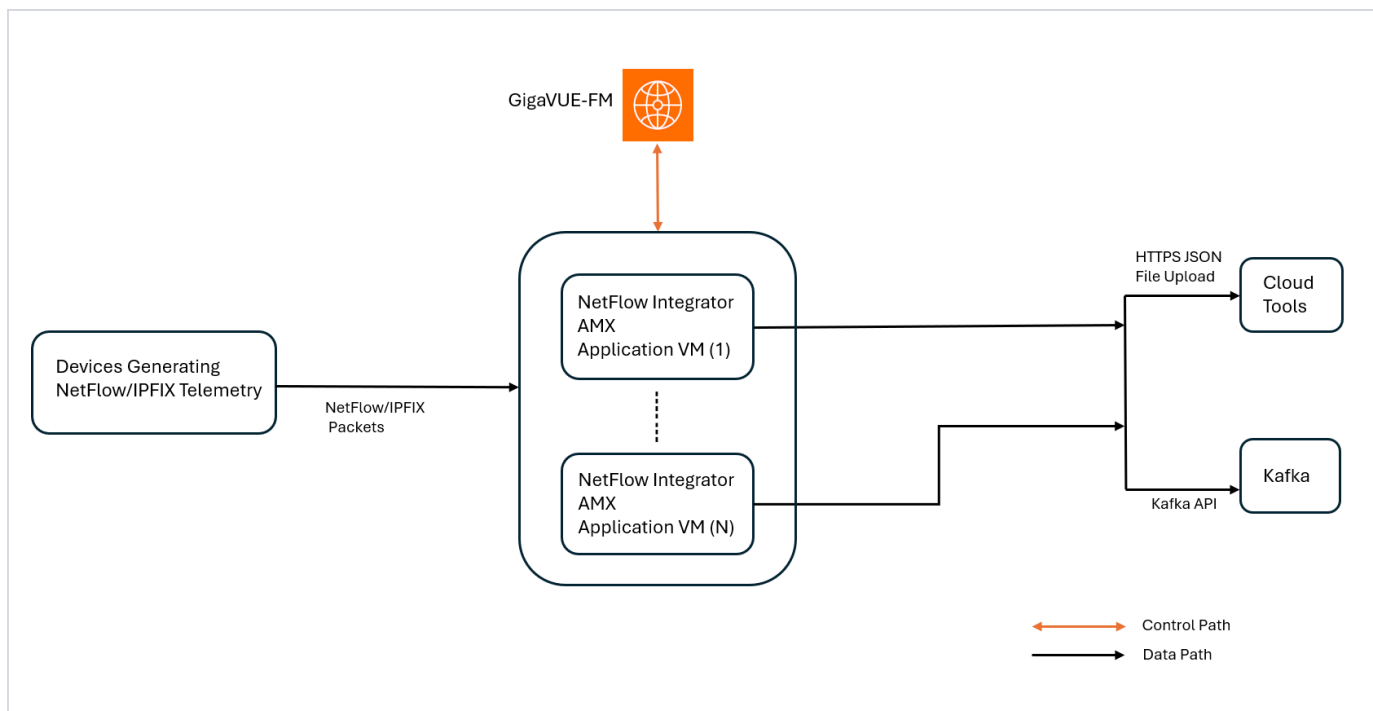 GigaVUE-FM
NetFlow Integrator
AMX
Application VM (1)
HTTPS JSON
File Upload
Cloud
Tools
Devices Generating
NetFlow/IPFIX Telemetry
NetFlow/IPFIX
Packets
NetFlow Integrator
AMX
Application VM (N)
Kafka
Kafka API
Control Path
Data Path